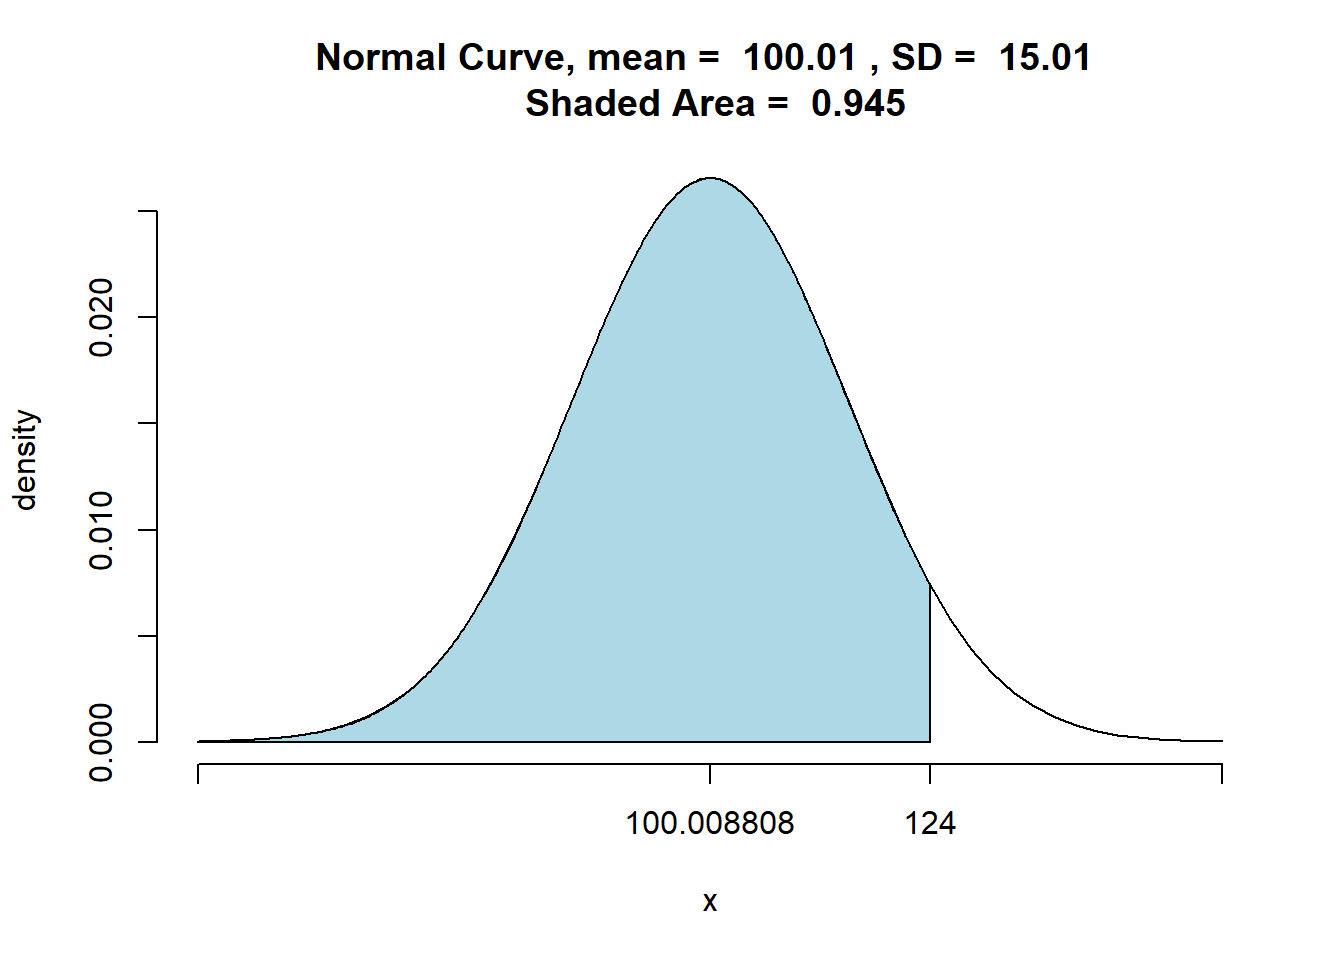 Normal Curve, mean =  100.01 , SD =  15.01
Shaded Area =  0.945
density
0.020
0.010
0.000
100.008808
124
x